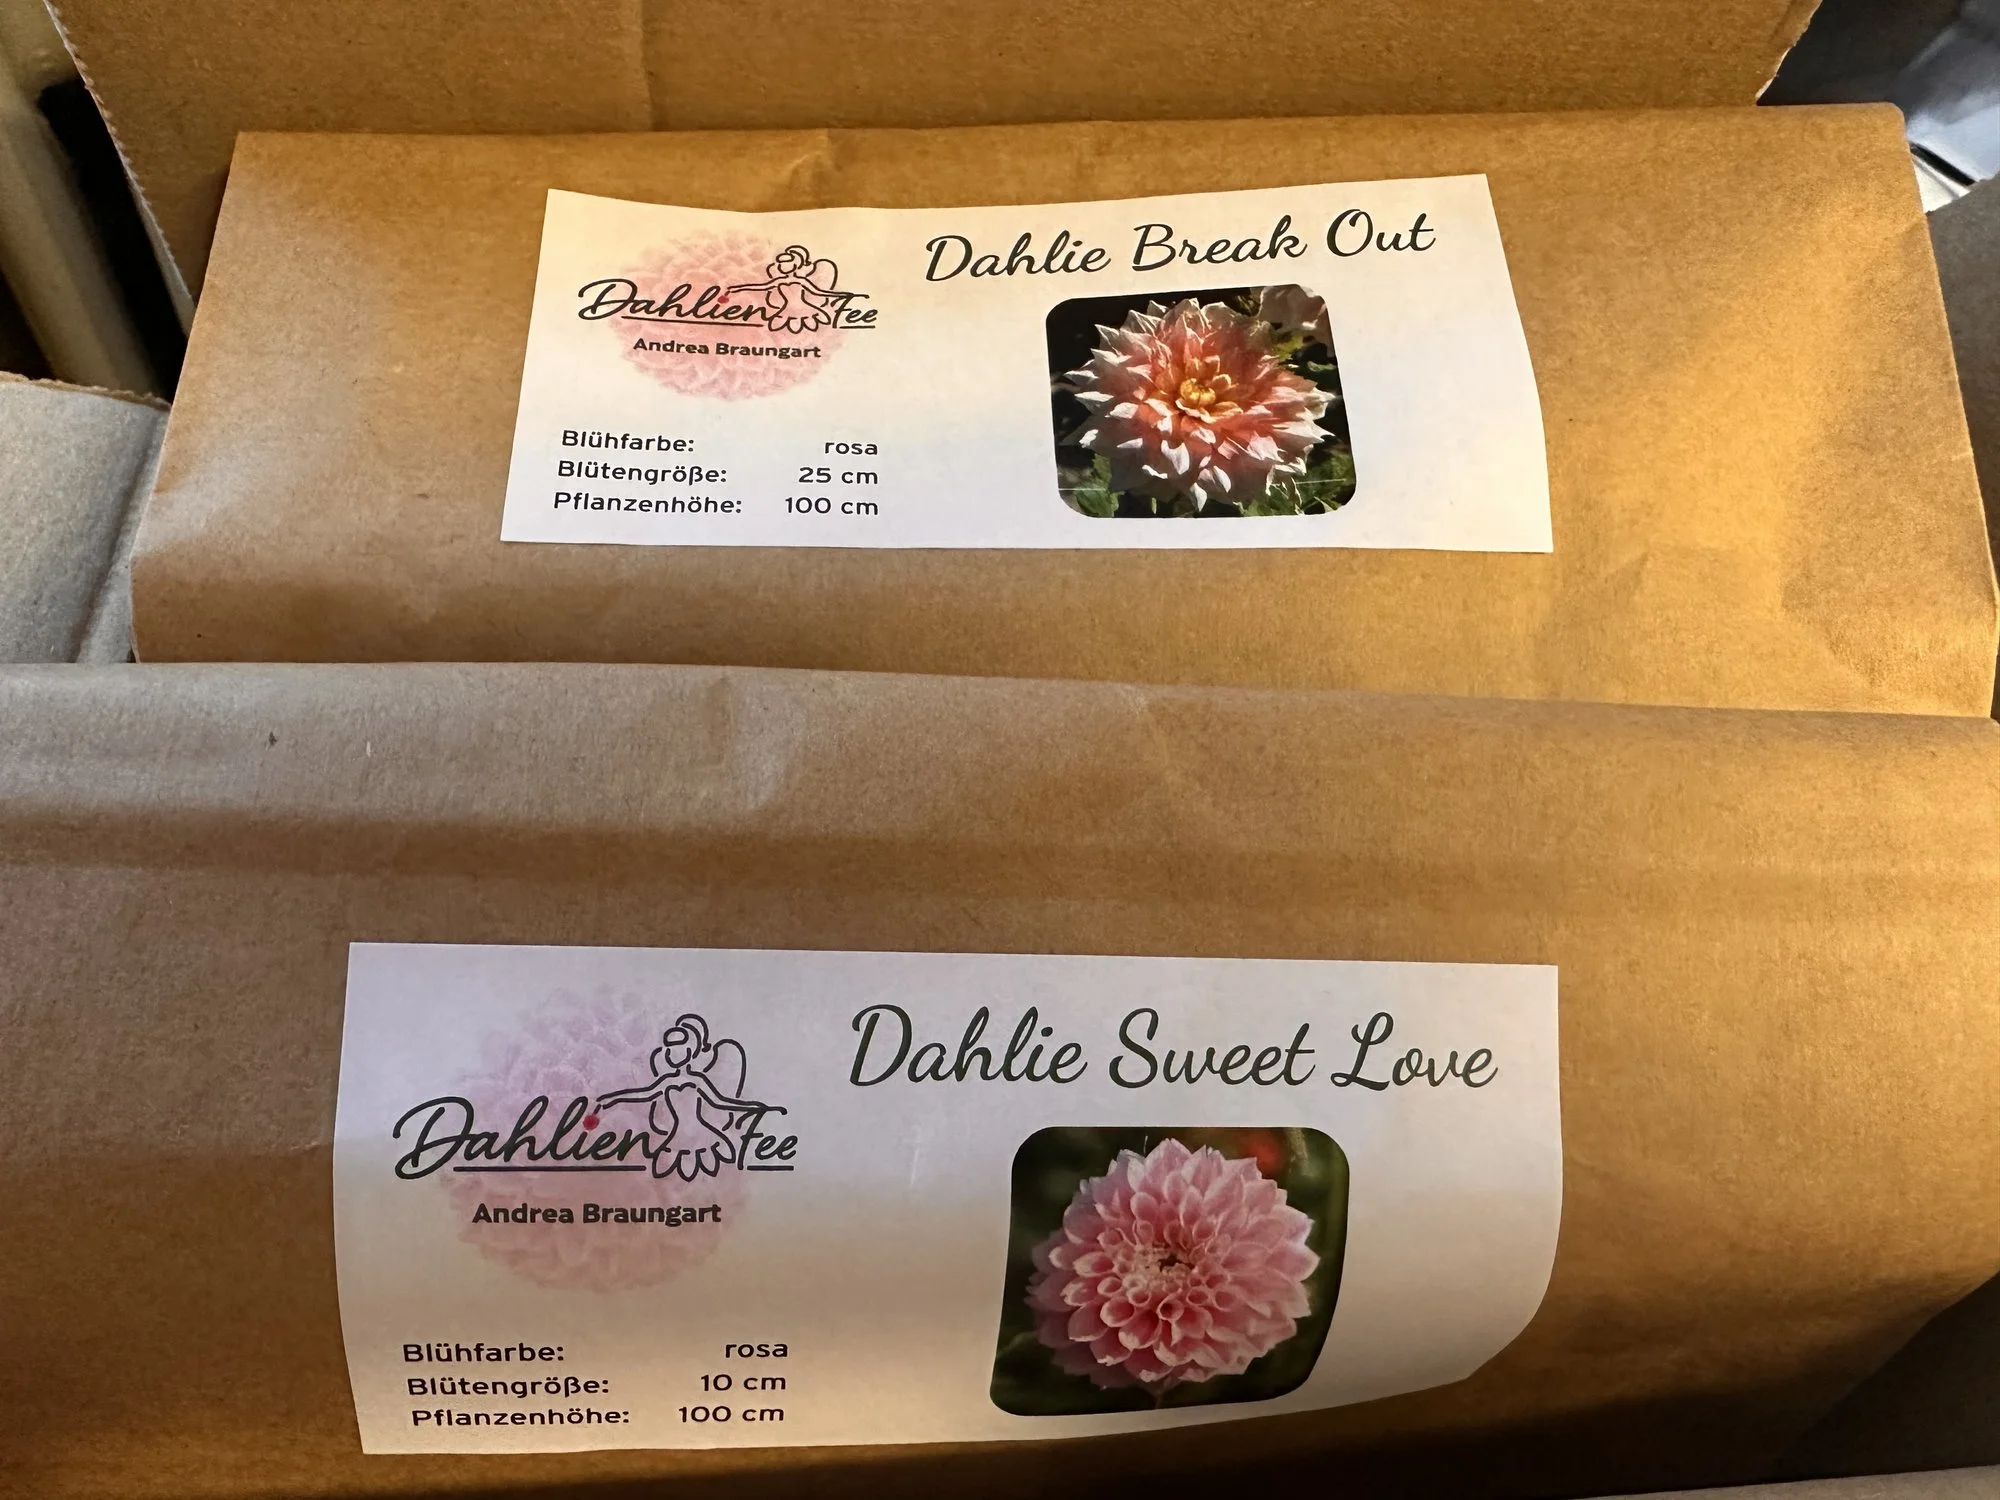 Dahlien Fee
Andrea Braungart
Dahlie Break Out
Blühfarbe: rosa
Blütengröße: 25 cm
Pflanzenhöhe: 100 cm
Dahlien Fee
Andrea Braungart
Dahlie Sweet Love
Blühfarbe: rosa
Blütengröße: 10 cm
Pflanzenhöhe: 100 cm